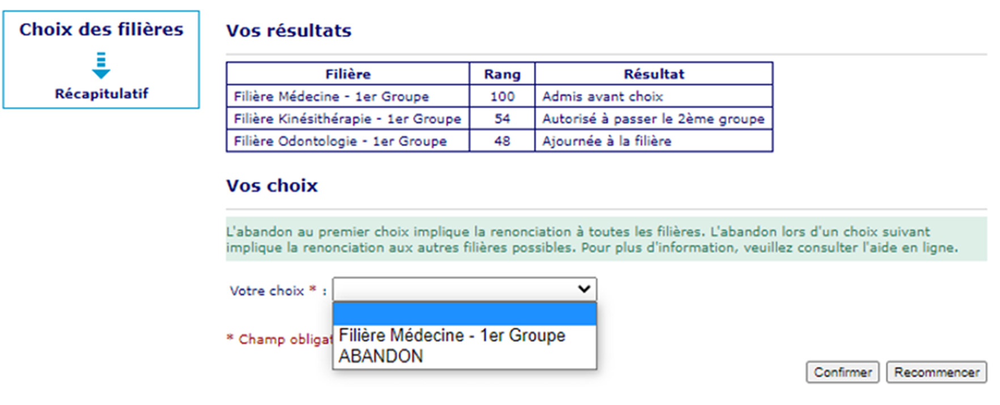 Choix des filières
Récapitulatif
Vos résultats
Filière Rang Résultat
Filière Médecine - 1er Groupe 100 Admis avant choix
Filière Kinésithérapie - 1er Groupe 54 Autorisé à passer le 2ème groupe
Filière Odontologie - 1er Groupe 48 Ajournée à la filière
Vos choix
L'abandon au premier choix implique la renonciation à toutes les filières. L'abandon lors d'un choix suivant
implique la renonciation aux autres filières possibles. Pour plus d'information, veuillez consulter l'aide en ligne.
Votre choix * :
Filière Médecine - 1er Groupe
ABANDON
* Champ obligat
Confirmer Recommencer